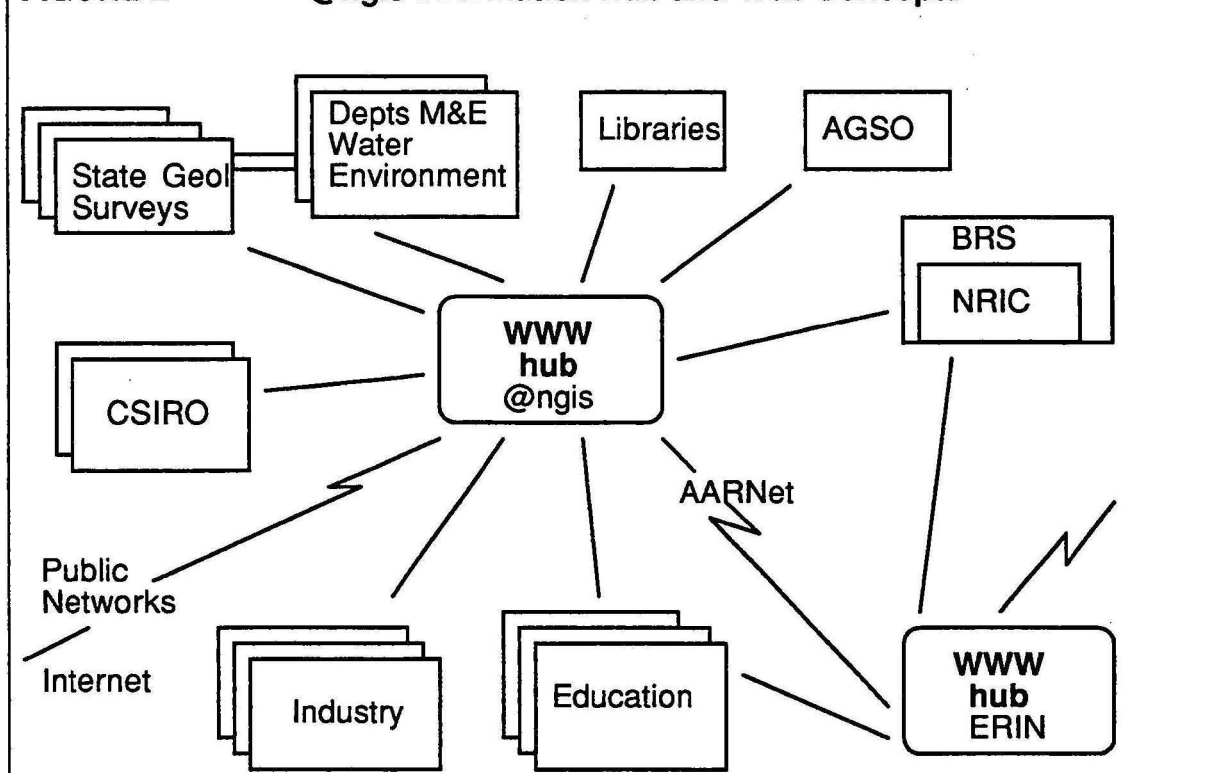 Depts M&E
Water
Environment
Libraries
AGSO
State Geol
Surveys
BRS
NRIC
WWW
hub
@ngis
CSIRO
AARNet
Public
Networks
Internet
Industry
Education
WWW
hub
ERIN